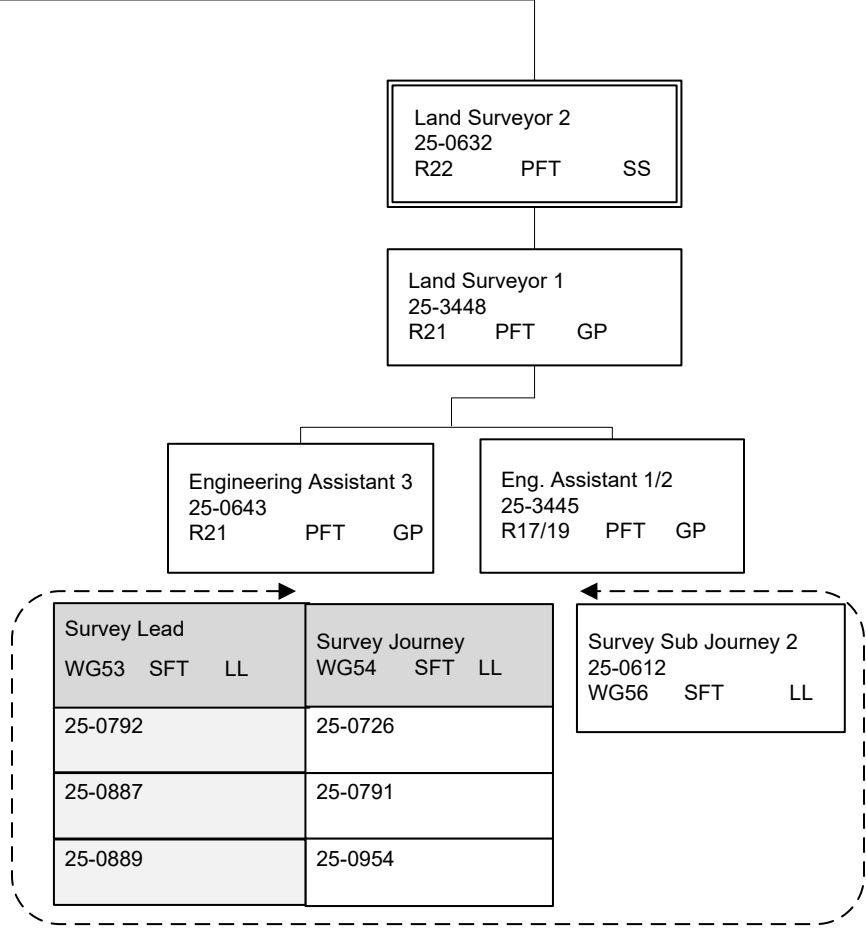 Land Surveyor 2
25-0632
R22 PFT SS
Land Surveyor 1
25-3448
R21 PFT GP
Engineering Assistant 3
25-0643
R21 PFT GP
Eng. Assistant 1/2
25-3445
R17/19 PFT GP
Survey Lead
WG53 SFT LL
25-0792
25-0887
25-0889
Survey Journey
WG54 SFT LL
25-0726
25-0791
25-0954
Survey Sub Journey 2
25-0612
WG56 SFT LL